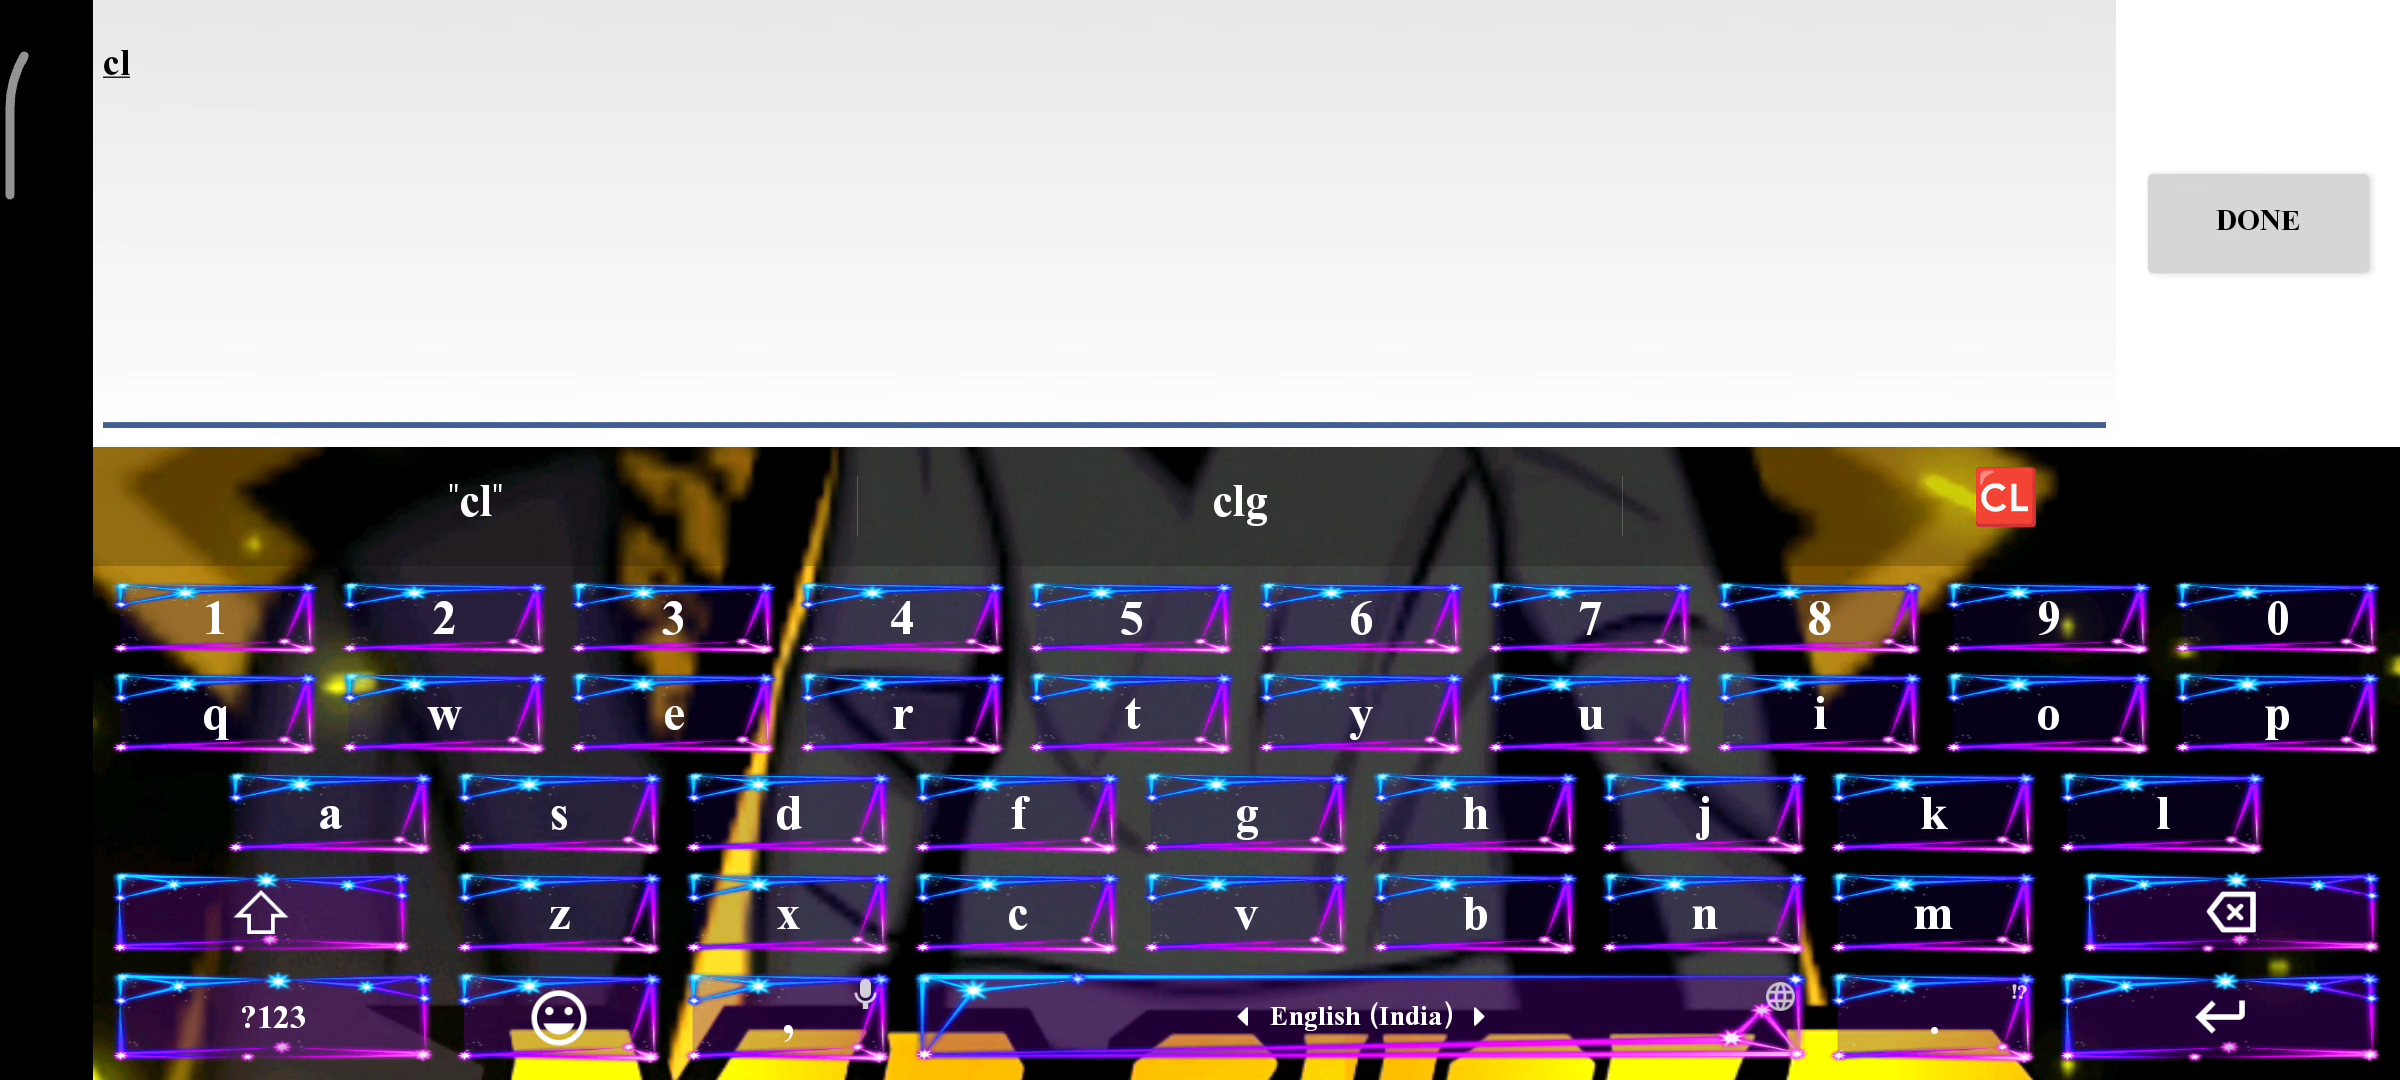 cl
DONE
"cl" clg CL
1 2 3 4 5 6 7 8 9 0
q w e r t y u i o p
a s d f g h j k l
z x c v b n m
?123 , English (India) . !?